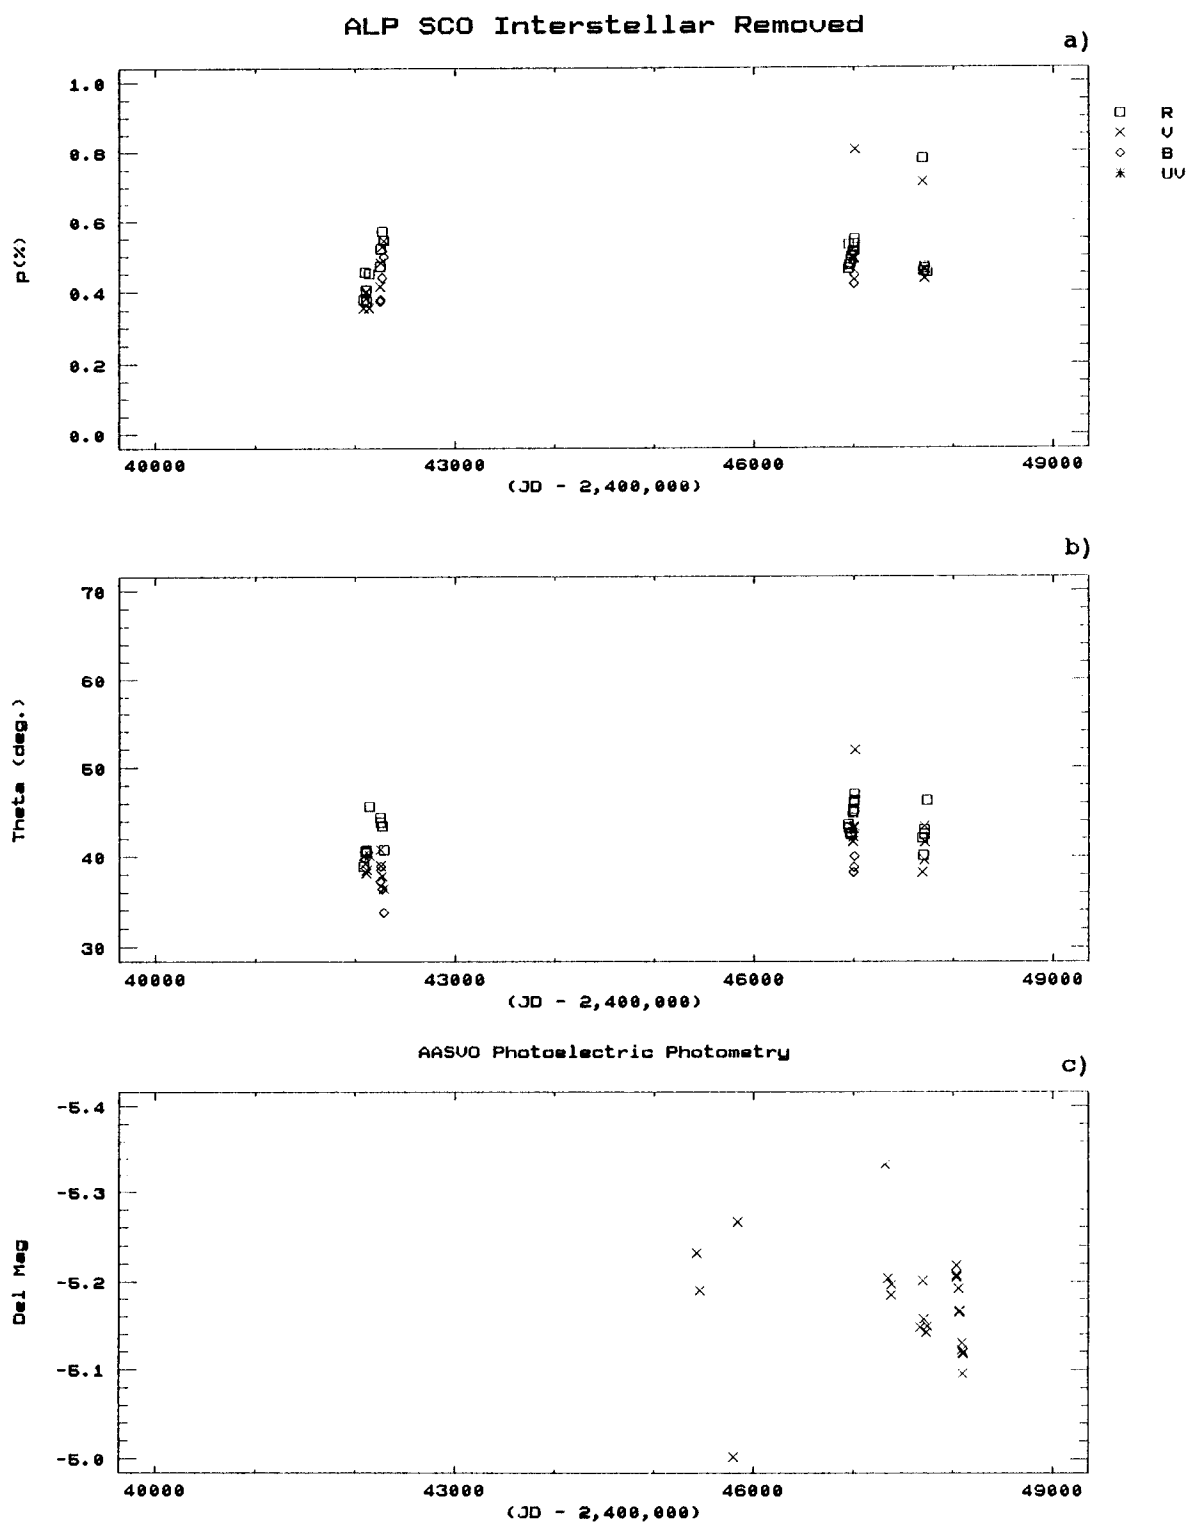 ALP SCO Interstellar Removed
a)
1.0
0.8
0.6
0.4
0.2
0.0
p(%)
40000 43000 46000 49000
(JD - 2,400,000)
R
V
B
UV
b)
70
60
50
40
30
Theta (deg.)
40000 43000 46000 49000
(JD - 2,400,000)
AASVO Photoelectric Photometry
c)
-5.4
-5.3
-5.2
-5.1
-5.0
Del Mag
40000 43000 46000 49000
(JD - 2,400,000)